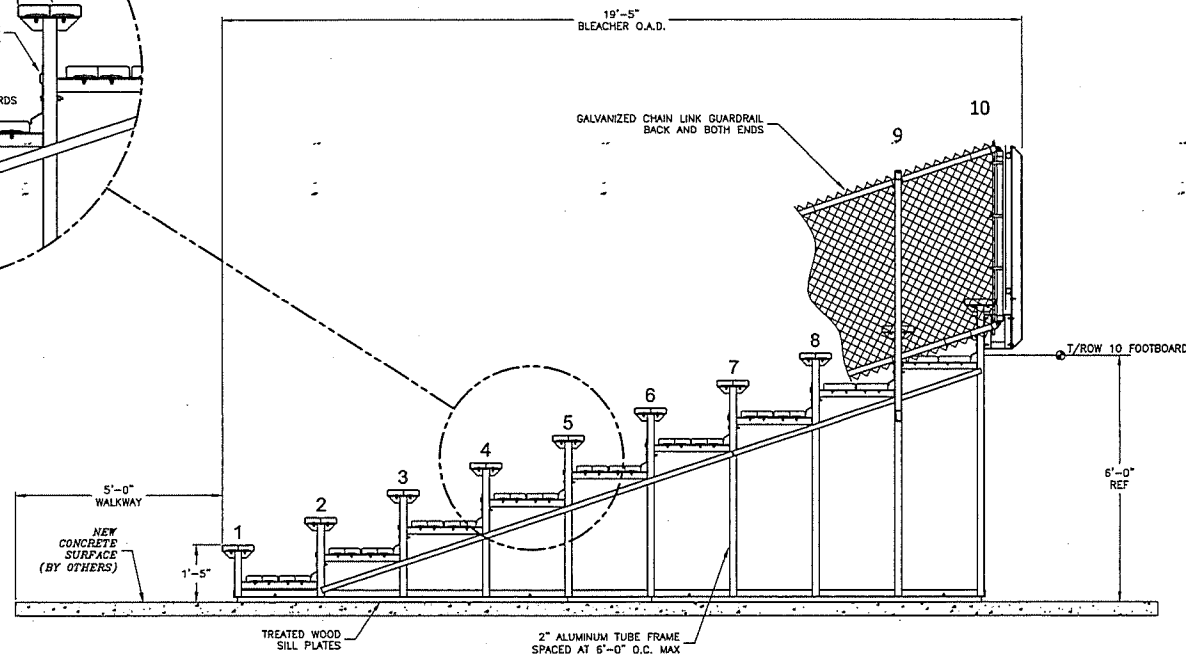 19'-5"
BLEACHER O.A.D.
RDS
GALVANIZED CHAIN LINK GUARDRAIL
BACK AND BOTH ENDS
10
9
8
7
6
5
4
3
2
1
T/ROW 10 FOOTBOARD
6'-0"
REF
5'-0"
WALKWAY
NEW
CONCRETE
SURFACE
(BY OTHERS)
1'-5"
TREATED WOOD
SILL PLATES
2" ALUMINUM TUBE FRAME
SPACED AT 6'-0" O.C. MAX